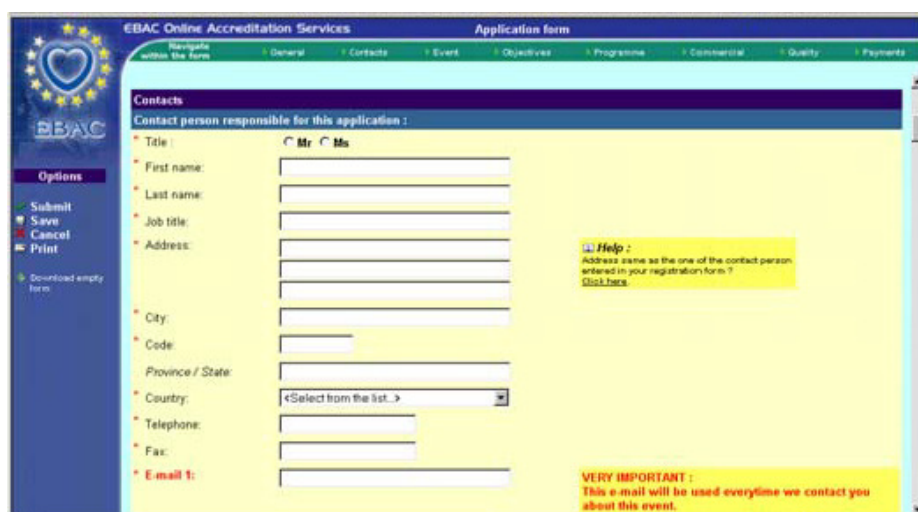 EBAC Online Accreditation Services
Application form
Navigate
within the form
General
Contacts
Event
Objectives
Programme
Commercial
Quality
Payments
EBAC
Options
Submit
Save
Cancel
Print
Download empty
form
Contacts
Contact person responsible for this application :
* Title :
Mr Ms
* First name:
* Last name:
* Job title:
* Address:
Help :
Address same as the one of the contact person
entered in your registration form ?
Click here.
* City:
* Code:
Province / State:
* Country:
<Select from the list..>
* Telephone:
* Fax:
* E-mail 1:
VERY IMPORTANT :
This e-mail will be used everytime we contact you
about this event.